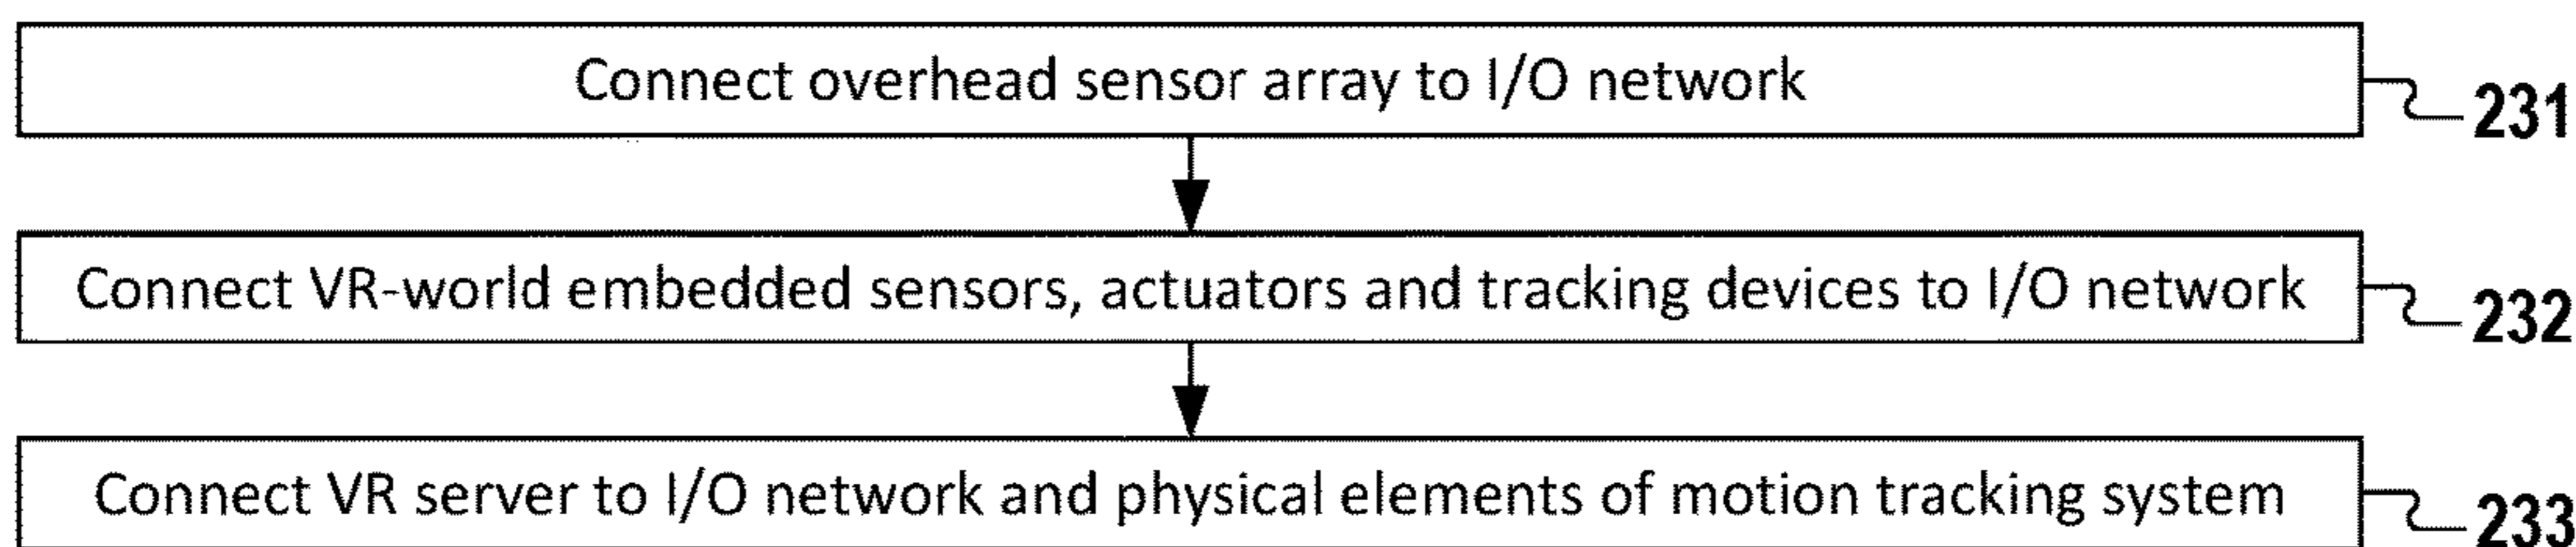 Connect overhead sensor array to I/O network
231
Connect VR-world embedded sensors, actuators and tracking devices to I/O network
232
Connect VR server to I/O network and physical elements of motion tracking system
233